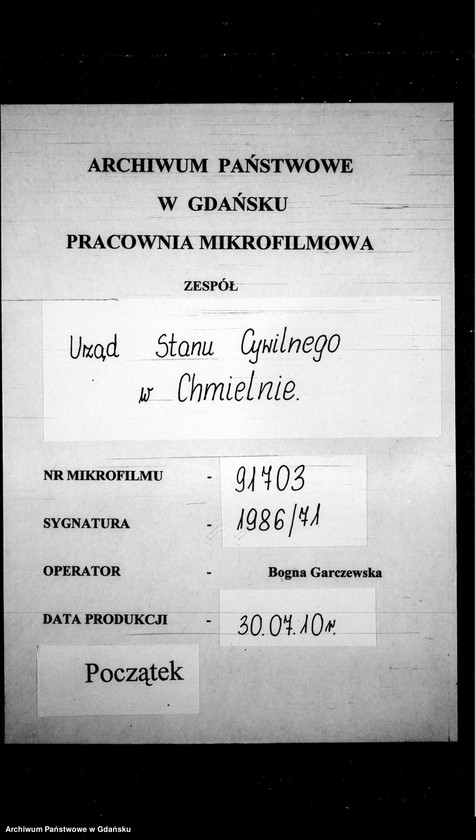 ARCHIWUM PAŃSTWOWE
W GDAŃSKU
PRACOWNIA MIKROFILMOWA
ZESPÓŁ
Urząd Stanu Cywilnego
w Chmielnie.
NR MIKROFILMU - 91703
SYGNATURA - 1986/71
OPERATOR - Bogna Garczewska
DATA PRODUKCJI - 30.07.10r.
Początek
Archiwum Państwowe w Gdańsku